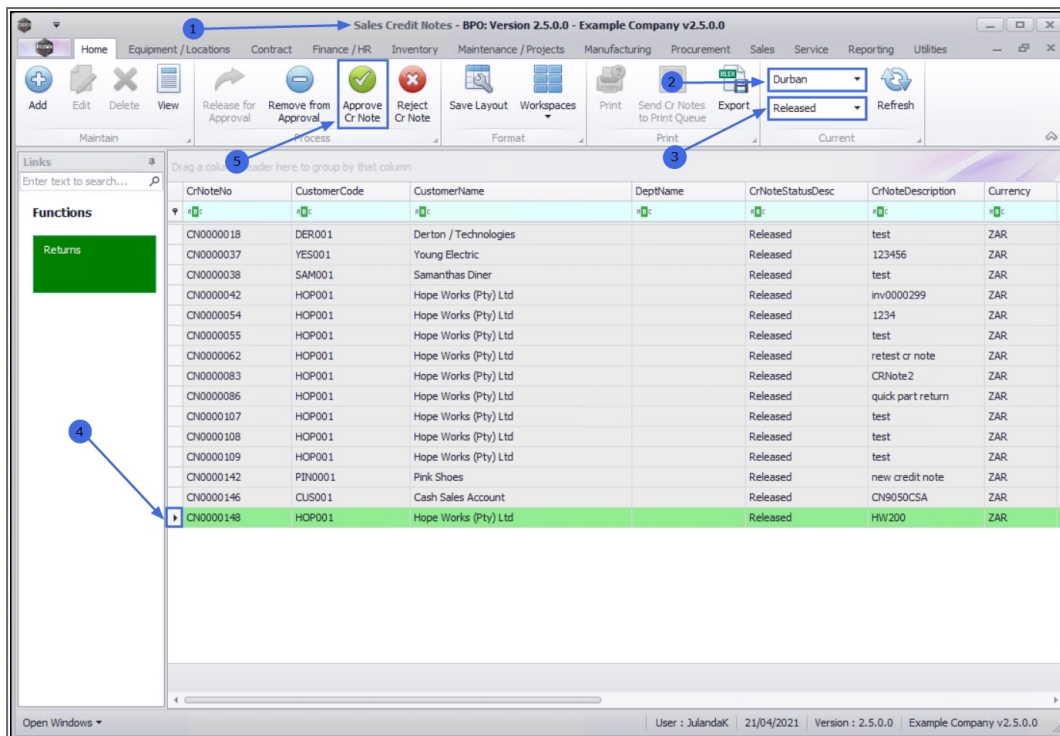 1
Sales Credit Notes - BPO: Version 2.5.0.0 - Example Company v2.5.0.0
Home Equipment / Locations Contract Finance / HR Inventory Maintenance / Projects Manufacturing Procurement Sales Service Reporting Utilities
Add Edit Delete View
Maintain
Release for Approval
Remove from Approval
Approve Cr Note
Reject Cr Note
Process
5
Save Layout Workspaces
Format
Print
Send Cr Notes to Print Queue
Export
Print
2
Durban
3
Released
Refresh
Current
Links
Enter text to search...
Functions
Returns
Drag a column header here to group by that column
CrNoteNo CustomerCode CustomerName DeptName CrNoteStatusDesc CrNoteDescription Currency
CN0000018 DER001 Derton / Technologies Released test ZAR
CN0000037 YES001 Young Electric Released 123456 ZAR
CN0000038 SAM001 Samanthas Diner Released test ZAR
CN0000042 HOP001 Hope Works (Pty) Ltd Released inv0000299 ZAR
CN0000054 HOP001 Hope Works (Pty) Ltd Released 1234 ZAR
CN0000055 HOP001 Hope Works (Pty) Ltd Released test ZAR
CN0000062 HOP001 Hope Works (Pty) Ltd Released retest cr note ZAR
CN0000083 HOP001 Hope Works (Pty) Ltd Released CRNote2 ZAR
CN0000086 HOP001 Hope Works (Pty) Ltd Released quick part return ZAR
CN0000107 HOP001 Hope Works (Pty) Ltd Released test ZAR
CN0000108 HOP001 Hope Works (Pty) Ltd Released test ZAR
CN0000109 HOP001 Hope Works (Pty) Ltd Released test ZAR
CN0000142 PIN0001 Pink Shoes Released new credit note ZAR
CN0000146 CUS001 Cash Sales Account Released CN9050CSA ZAR
4
CN0000148 HOP001 Hope Works (Pty) Ltd Released HW200 ZAR
Open Windows User : JulandaK 21/04/2021 Version : 2.5.0.0 Example Company v2.5.0.0